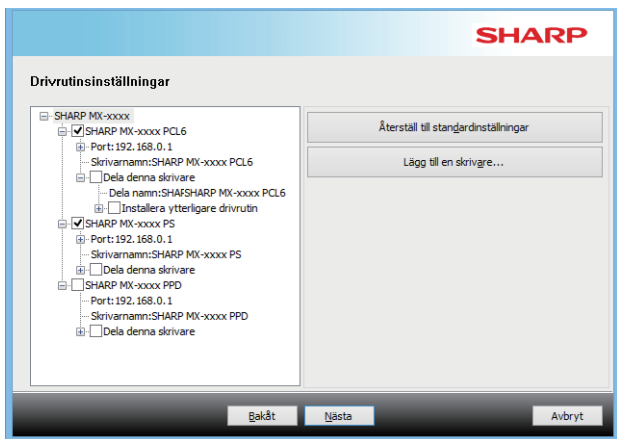 SHARP
Drivrutinsinställningar
SHARP MX-xxxx
SHARP MX-xxxx PCL6
Port:192.168.0.1
Skrivarnamn:SHARP MX-xxxx PCL6
Dela denna skrivare
Dela namn:SHAFSHARP MX-xxxx PCL6
Installera ytterligare drivrutin
SHARP MX-xxxx PS
Port:192.168.0.1
Skrivarnamn:SHARP MX-xxxx PS
Dela denna skrivare
SHARP MX-xxxx PPD
Port:192.168.0.1
Skrivarnamn:SHARP MX-xxxx PPD
Dela denna skrivare
Återställ till standardinställningar
Lägg till en skrivare...
Bakåt
Nästa
Avbryt